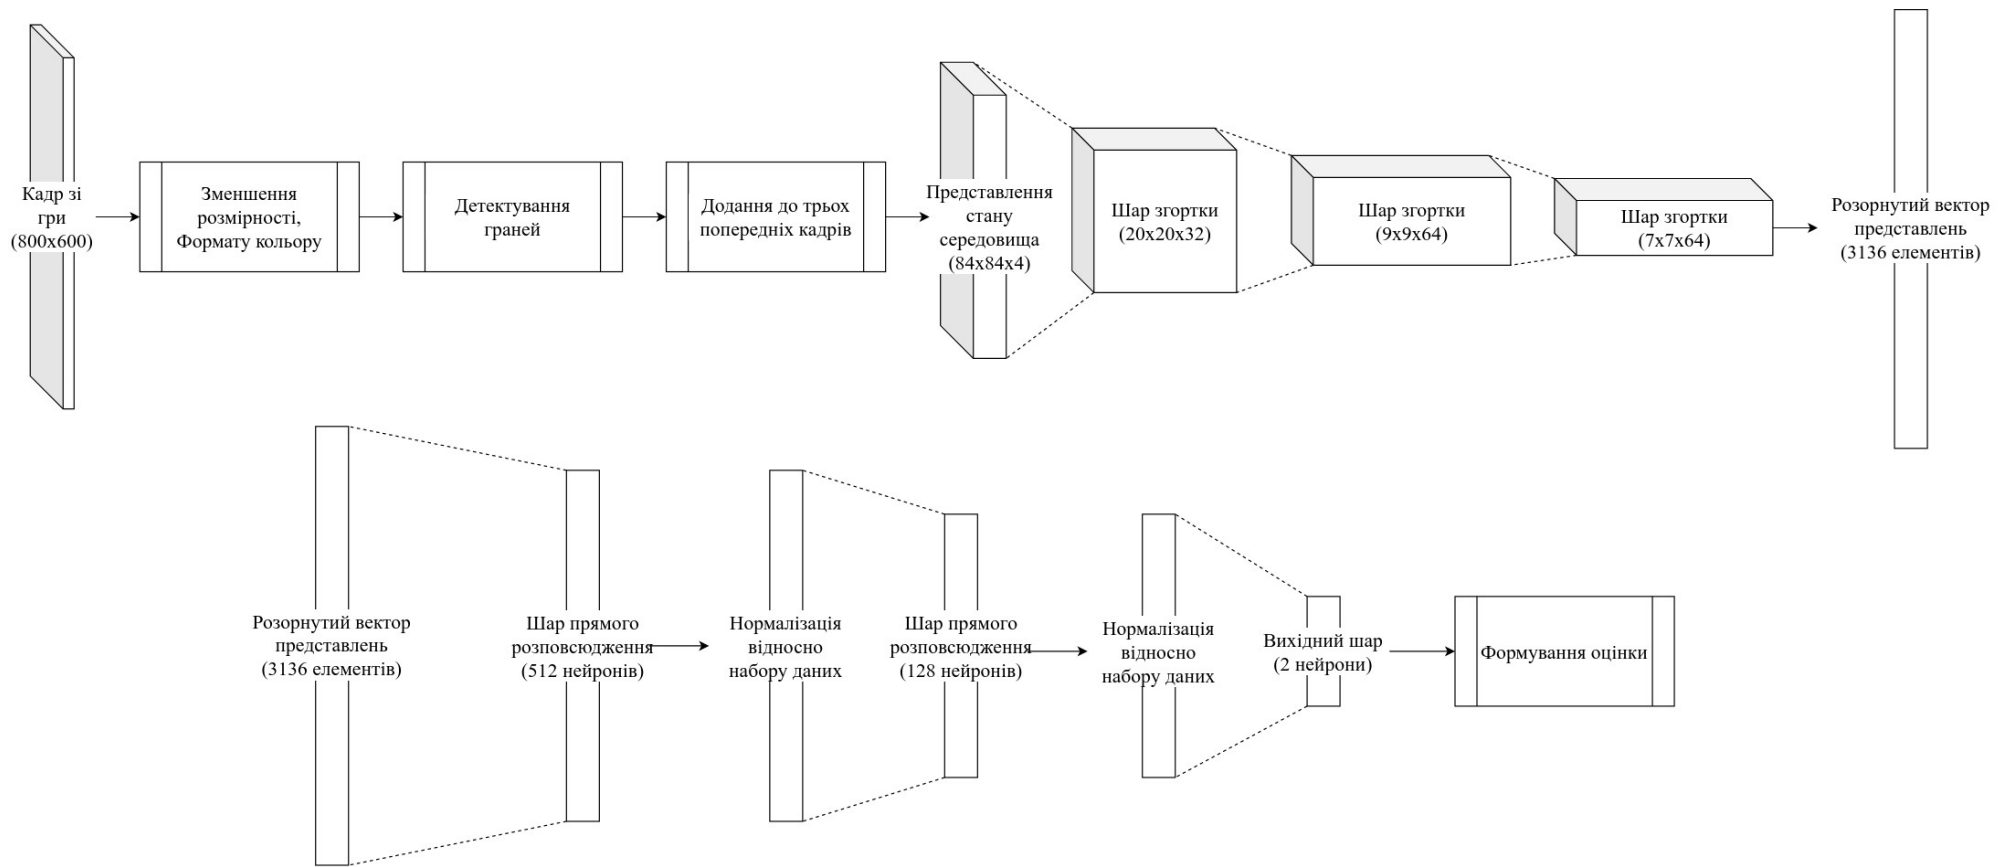 Кадр зі
гри
(800x600)
Зменшення
розмірності,
Формату кольору
Детектування
граней
Додання до трьох
попередніх кадрів
Представлення
стану
середовища
(84x84x4)
Шар згортки
(20x20x32)
Шар згортки
(9x9x64)
Шар згортки
(7x7x64)
Розорнутий вектор
представлень
(3136 елементів)
Розорнутий вектор
представлень
(3136 елементів)
Шар прямого
розповсюдження
(512 нейронів)
Нормалізація
відносно
набору даних
Шар прямого
розповсюдження
(128 нейронів)
Нормалізація
відносно
набору даних
Вихідний шар
(2 нейрони)
Формування оцінки